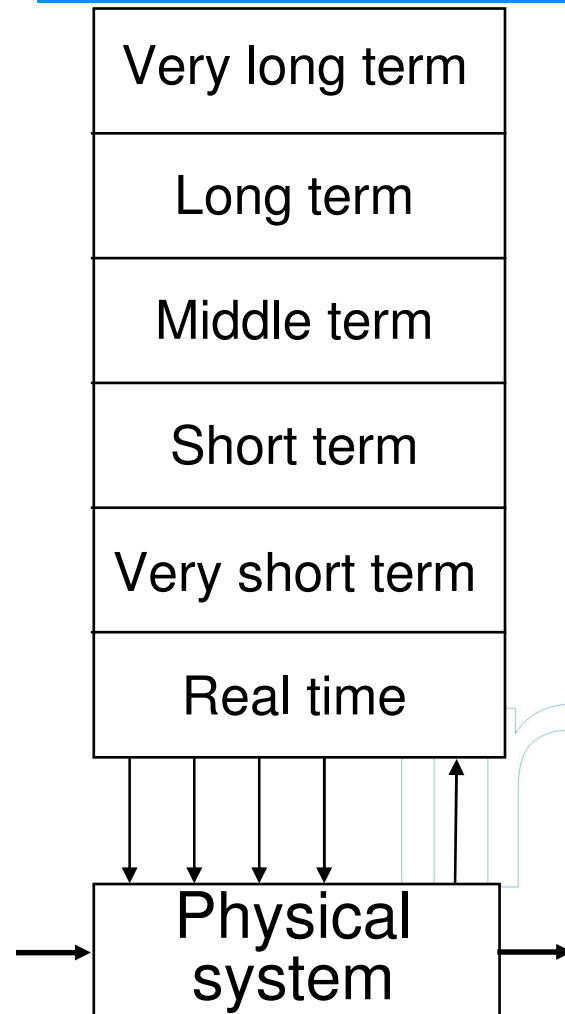 Very long term
Long term
Middle term
Short term
Very short term
Real time
Physical
system